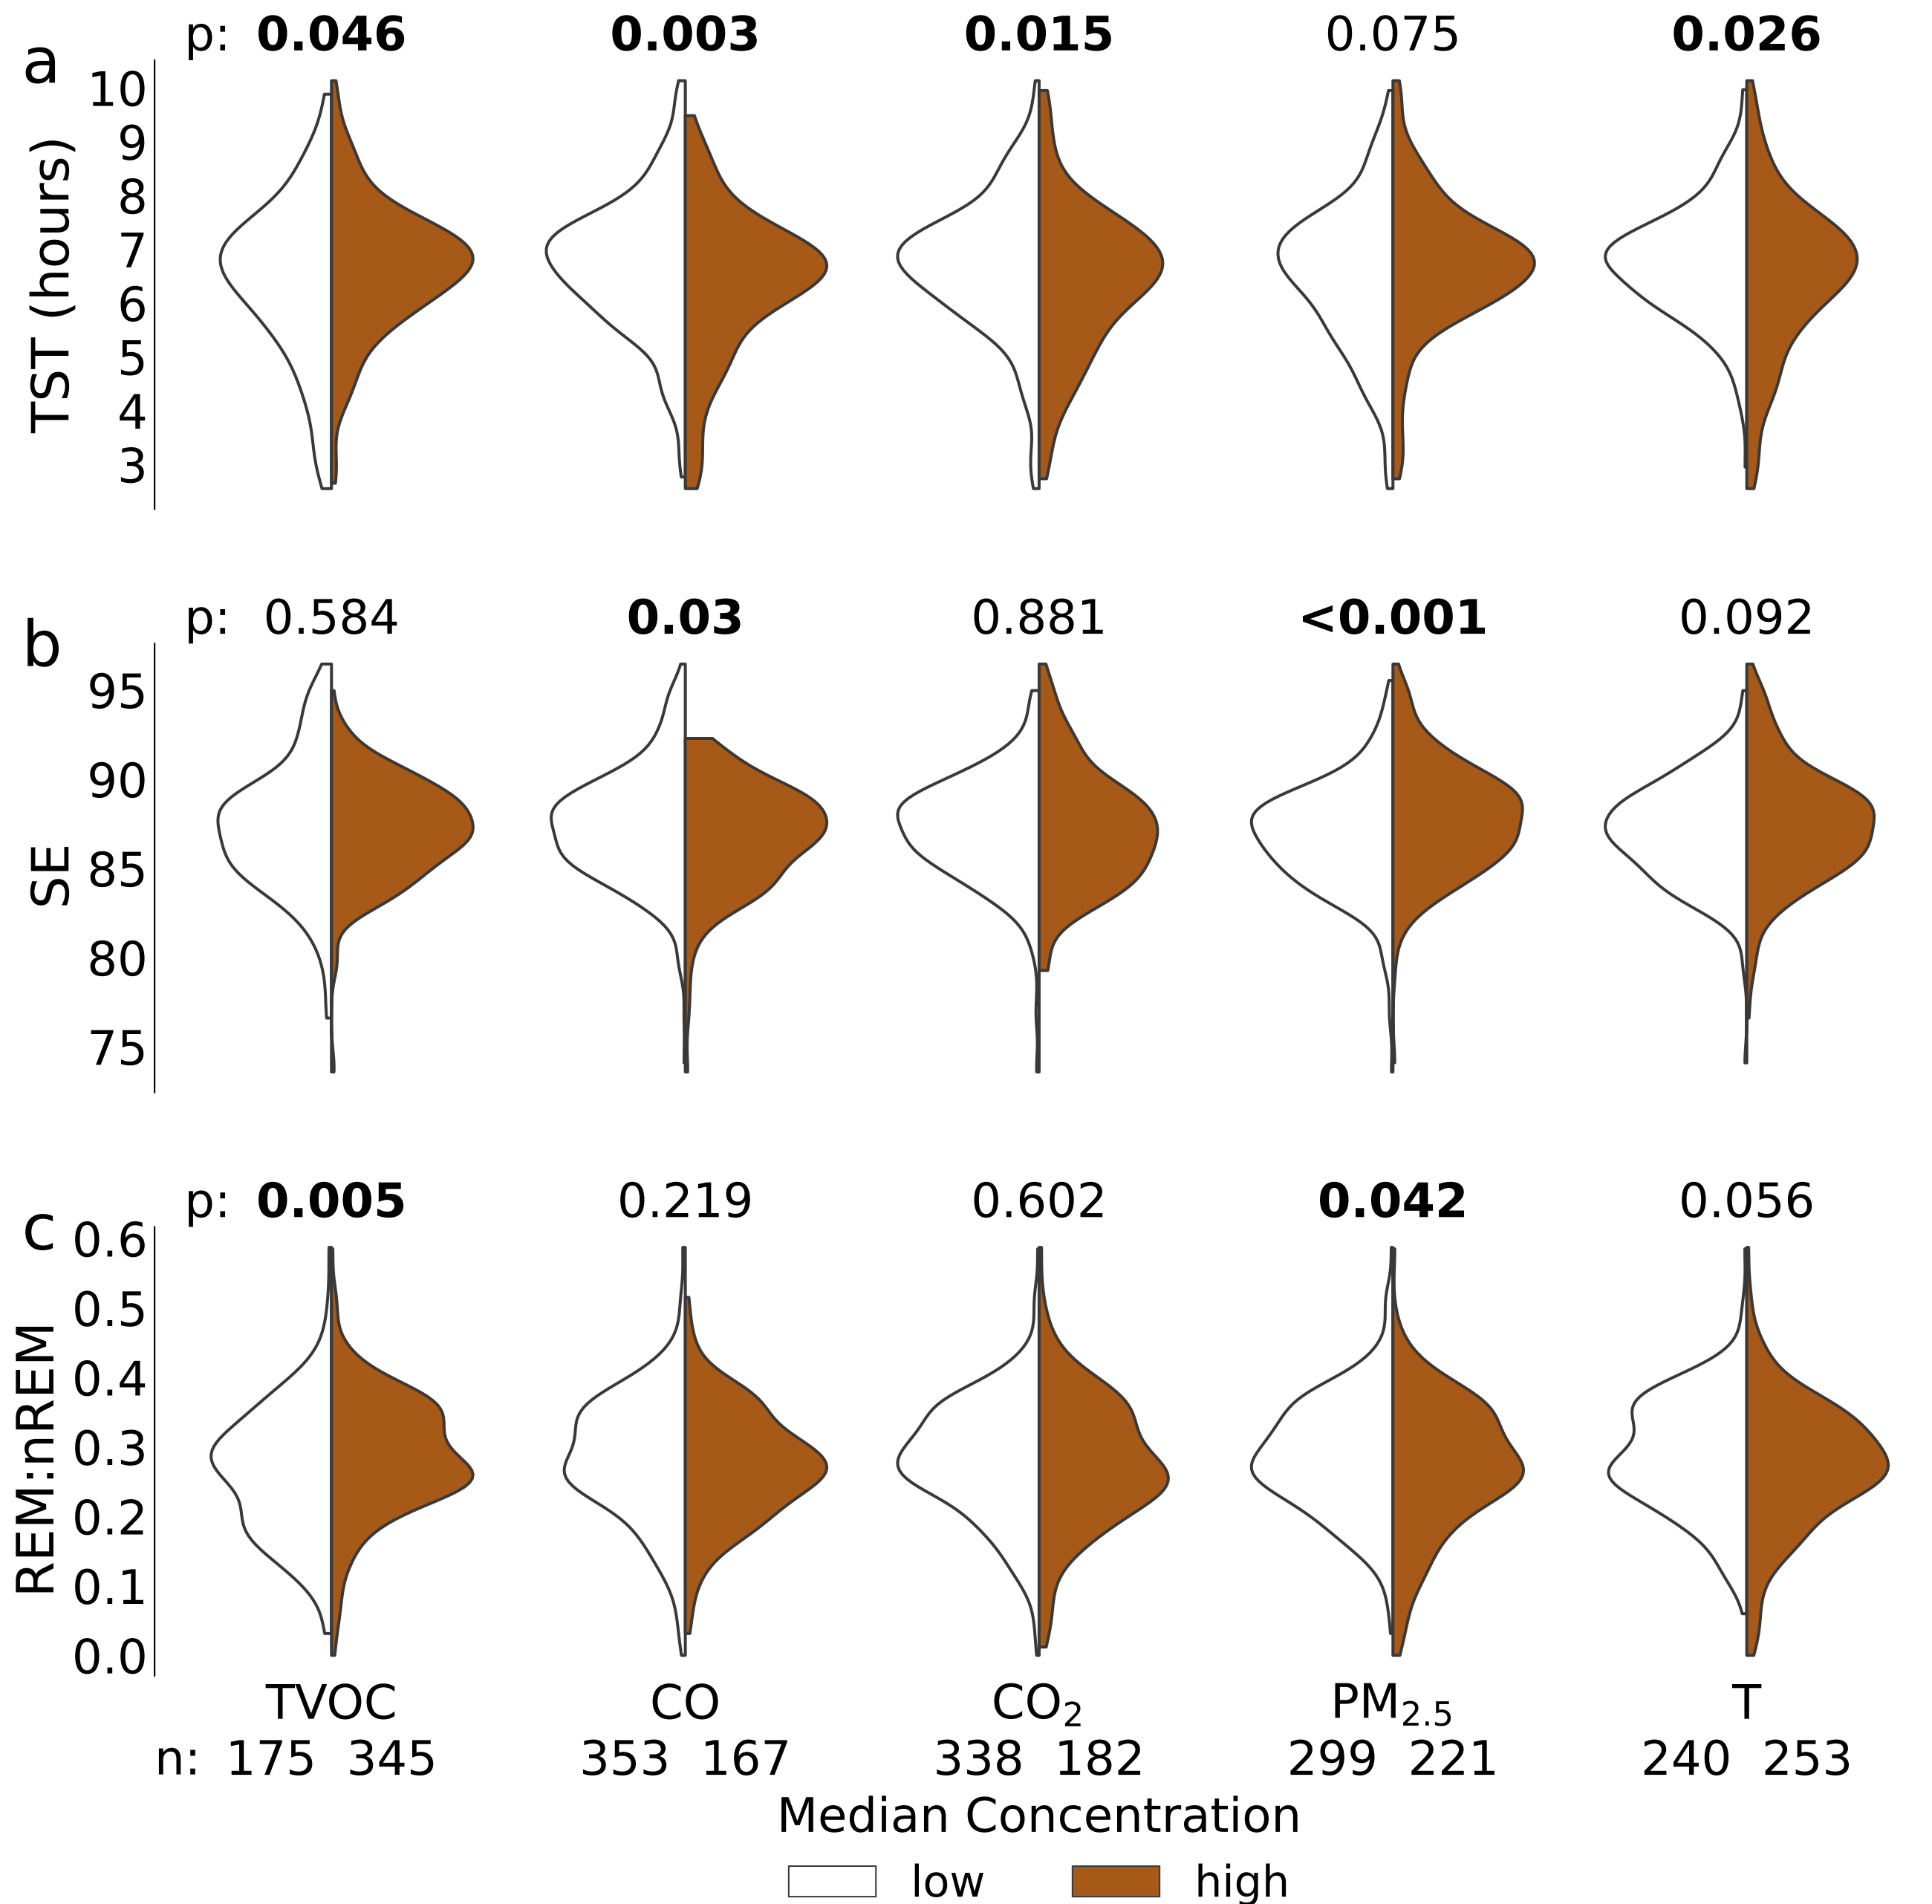 a
p: 0.046 0.003 0.015 0.075 0.026
TST (hours)
10
9
8
7
6
5
4
3
b
p: 0.584 0.03 0.881 <0.001 0.092
SE
95
90
85
80
75
c
p: 0.005 0.219 0.602 0.042 0.056
REM:nREM
0.6
0.5
0.4
0.3
0.2
0.1
0.0
TVOC CO CO₂ PM₂.₅ T
n: 175 345 353 167 338 182 299 221 240 253
Median Concentration
low high